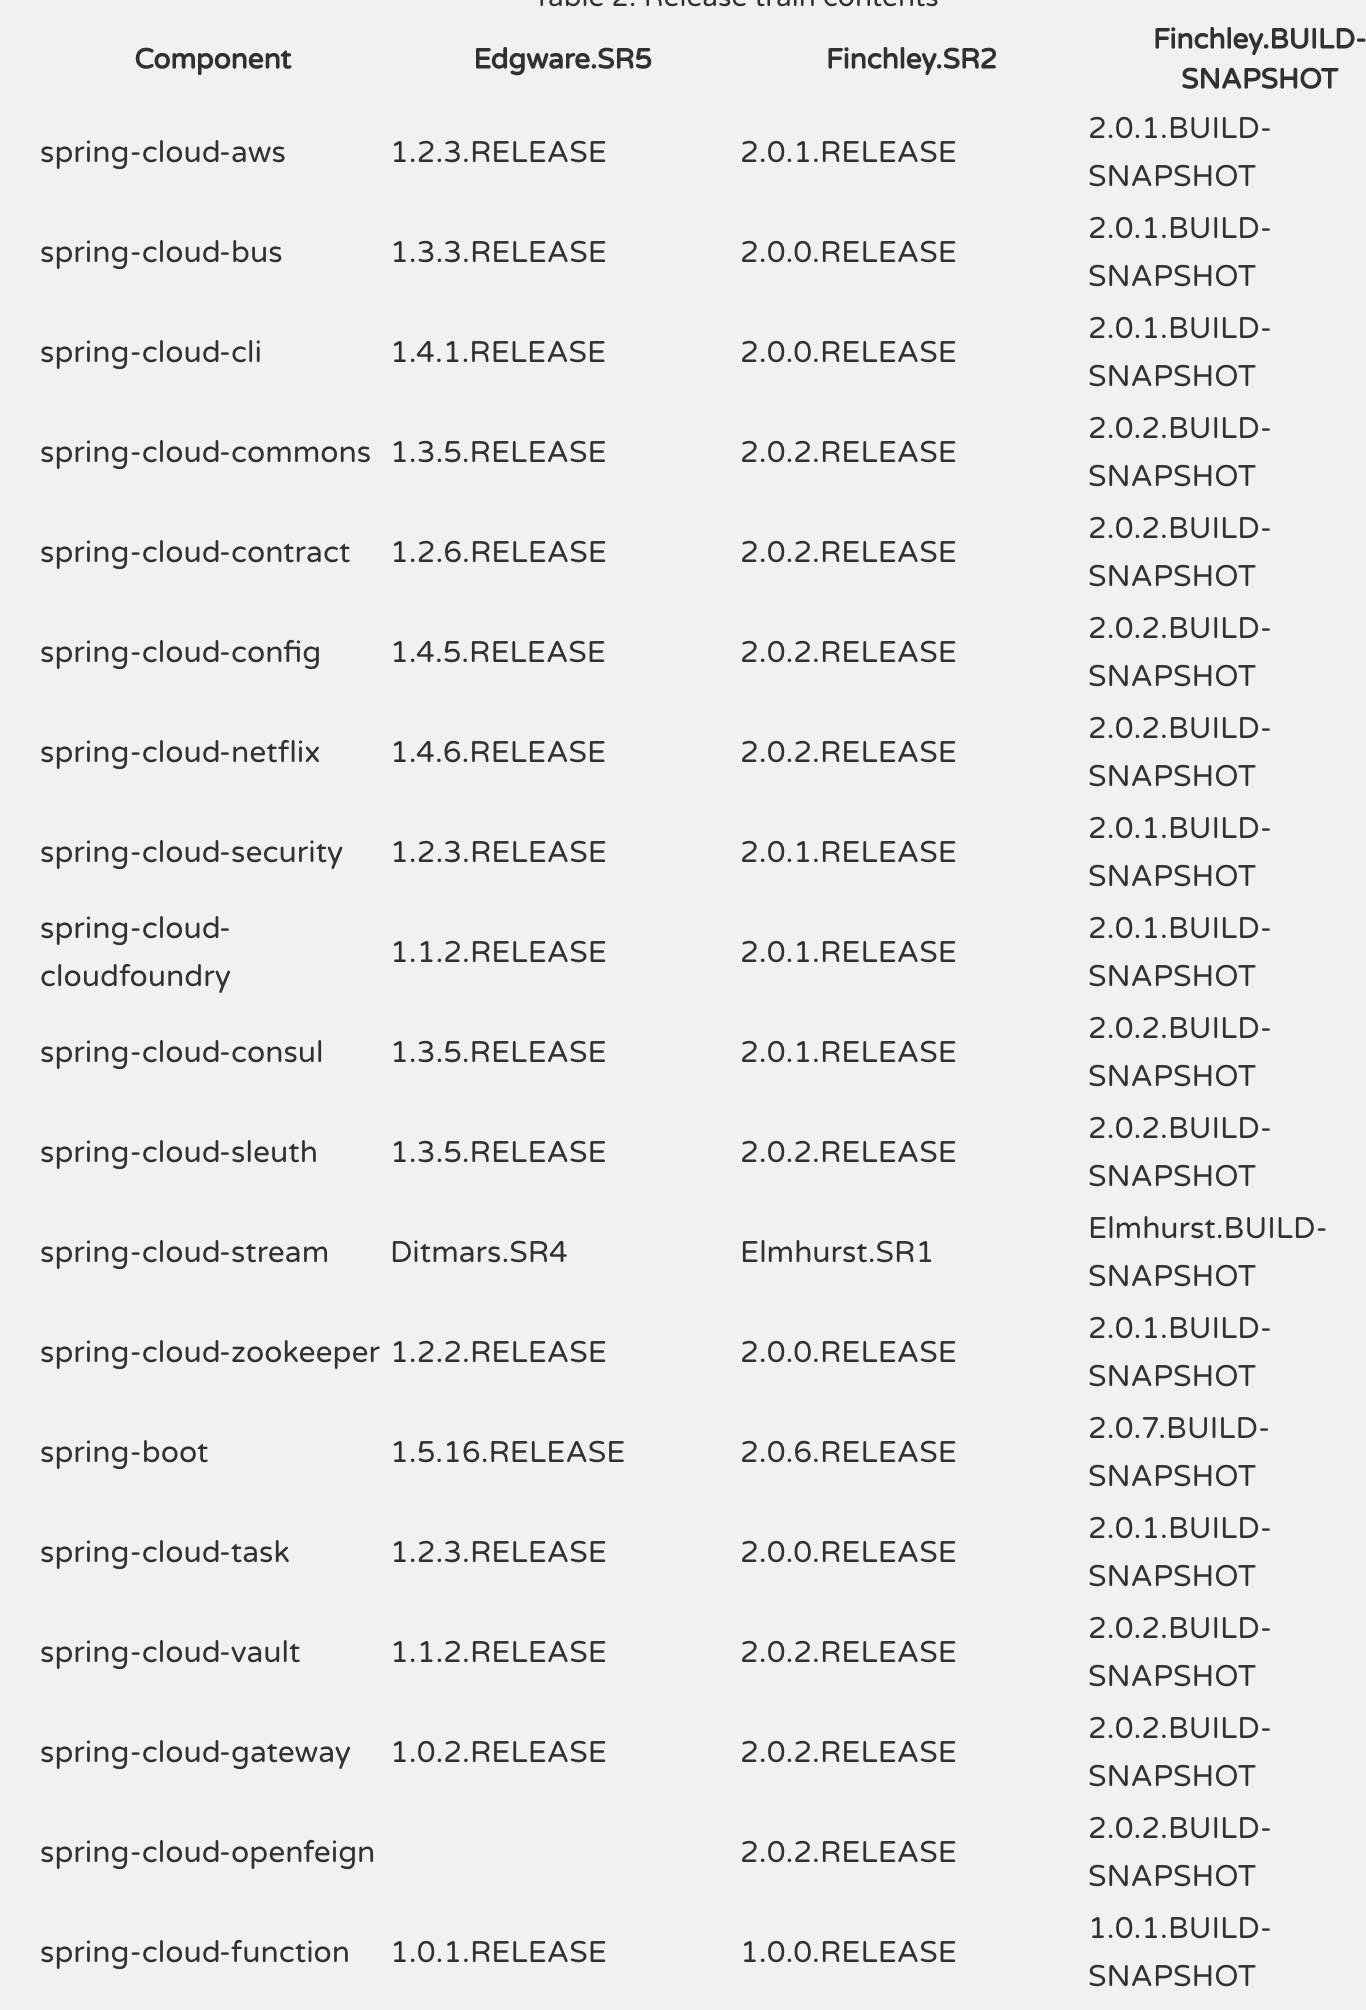 Table 2. Release train contents
Component Edgware.SR5 Finchley.SR2 Finchley.BUILD-
SNAPSHOT
spring-cloud-aws 1.2.3.RELEASE 2.0.1.RELEASE 2.0.1.BUILD-
SNAPSHOT
spring-cloud-bus 1.3.3.RELEASE 2.0.0.RELEASE 2.0.1.BUILD-
SNAPSHOT
spring-cloud-cli 1.4.1.RELEASE 2.0.0.RELEASE 2.0.1.BUILD-
SNAPSHOT
spring-cloud-commons 1.3.5.RELEASE 2.0.2.RELEASE 2.0.2.BUILD-
SNAPSHOT
spring-cloud-contract 1.2.6.RELEASE 2.0.2.RELEASE 2.0.2.BUILD-
SNAPSHOT
spring-cloud-config 1.4.5.RELEASE 2.0.2.RELEASE 2.0.2.BUILD-
SNAPSHOT
spring-cloud-netflix 1.4.6.RELEASE 2.0.2.RELEASE 2.0.2.BUILD-
SNAPSHOT
spring-cloud-security 1.2.3.RELEASE 2.0.1.RELEASE 2.0.1.BUILD-
SNAPSHOT
spring-cloud-
cloudfoundry 1.1.2.RELEASE 2.0.1.RELEASE 2.0.1.BUILD-
SNAPSHOT
spring-cloud-consul 1.3.5.RELEASE 2.0.1.RELEASE 2.0.2.BUILD-
SNAPSHOT
spring-cloud-sleuth 1.3.5.RELEASE 2.0.2.RELEASE 2.0.2.BUILD-
SNAPSHOT
spring-cloud-stream Ditmars.SR4 Elmhurst.SR1 Elmhurst.BUILD-
SNAPSHOT
spring-cloud-zookeeper 1.2.2.RELEASE 2.0.0.RELEASE 2.0.1.BUILD-
SNAPSHOT
spring-boot 1.5.16.RELEASE 2.0.6.RELEASE 2.0.7.BUILD-
SNAPSHOT
spring-cloud-task 1.2.3.RELEASE 2.0.0.RELEASE 2.0.1.BUILD-
SNAPSHOT
spring-cloud-vault 1.1.2.RELEASE 2.0.2.RELEASE 2.0.2.BUILD-
SNAPSHOT
spring-cloud-gateway 1.0.2.RELEASE 2.0.2.RELEASE 2.0.2.BUILD-
SNAPSHOT
spring-cloud-openfeign 2.0.2.RELEASE 2.0.2.BUILD-
SNAPSHOT
spring-cloud-function 1.0.1.RELEASE 1.0.0.RELEASE 1.0.1.BUILD-
SNAPSHOT